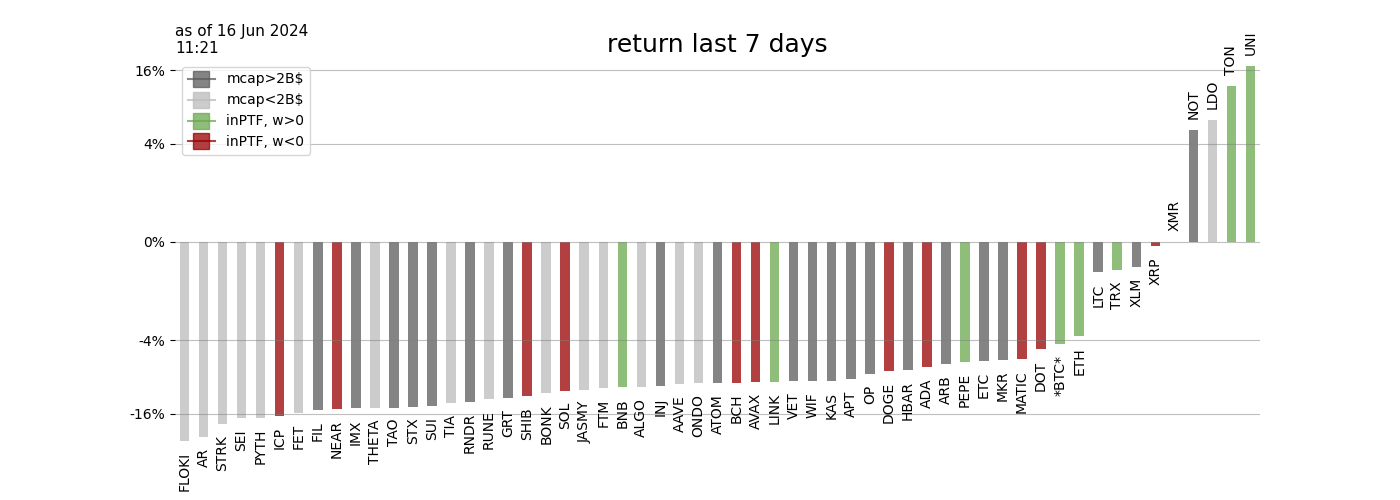 as of 16 Jun 2024
11:21
return last 7 days
mcap>2B$
mcap<2B$
inPTF, w>0
inPTF, w<0
16%
4%
0%
-4%
-16%
FLOKI
AR
STRK
SEI
PYTH
ICP
FET
FIL
NEAR
IMX
THETA
TAO
STX
SUI
TIA
RNDR
RUNE
GRT
SHIB
BONK
SOL
JASMY
FTM
BNB
ALGO
INJ
AAVE
ONDO
ATOM
BCH
AVAX
LINK
VET
WIF
KAS
APT
OP
DOGE
HBAR
ADA
ARB
PEPE
ETC
MKR
MATIC
DOT
*BTC*
ETH
LTC
TRX
XLM
XRP
XMR
NOT
LDO
TON
UNI